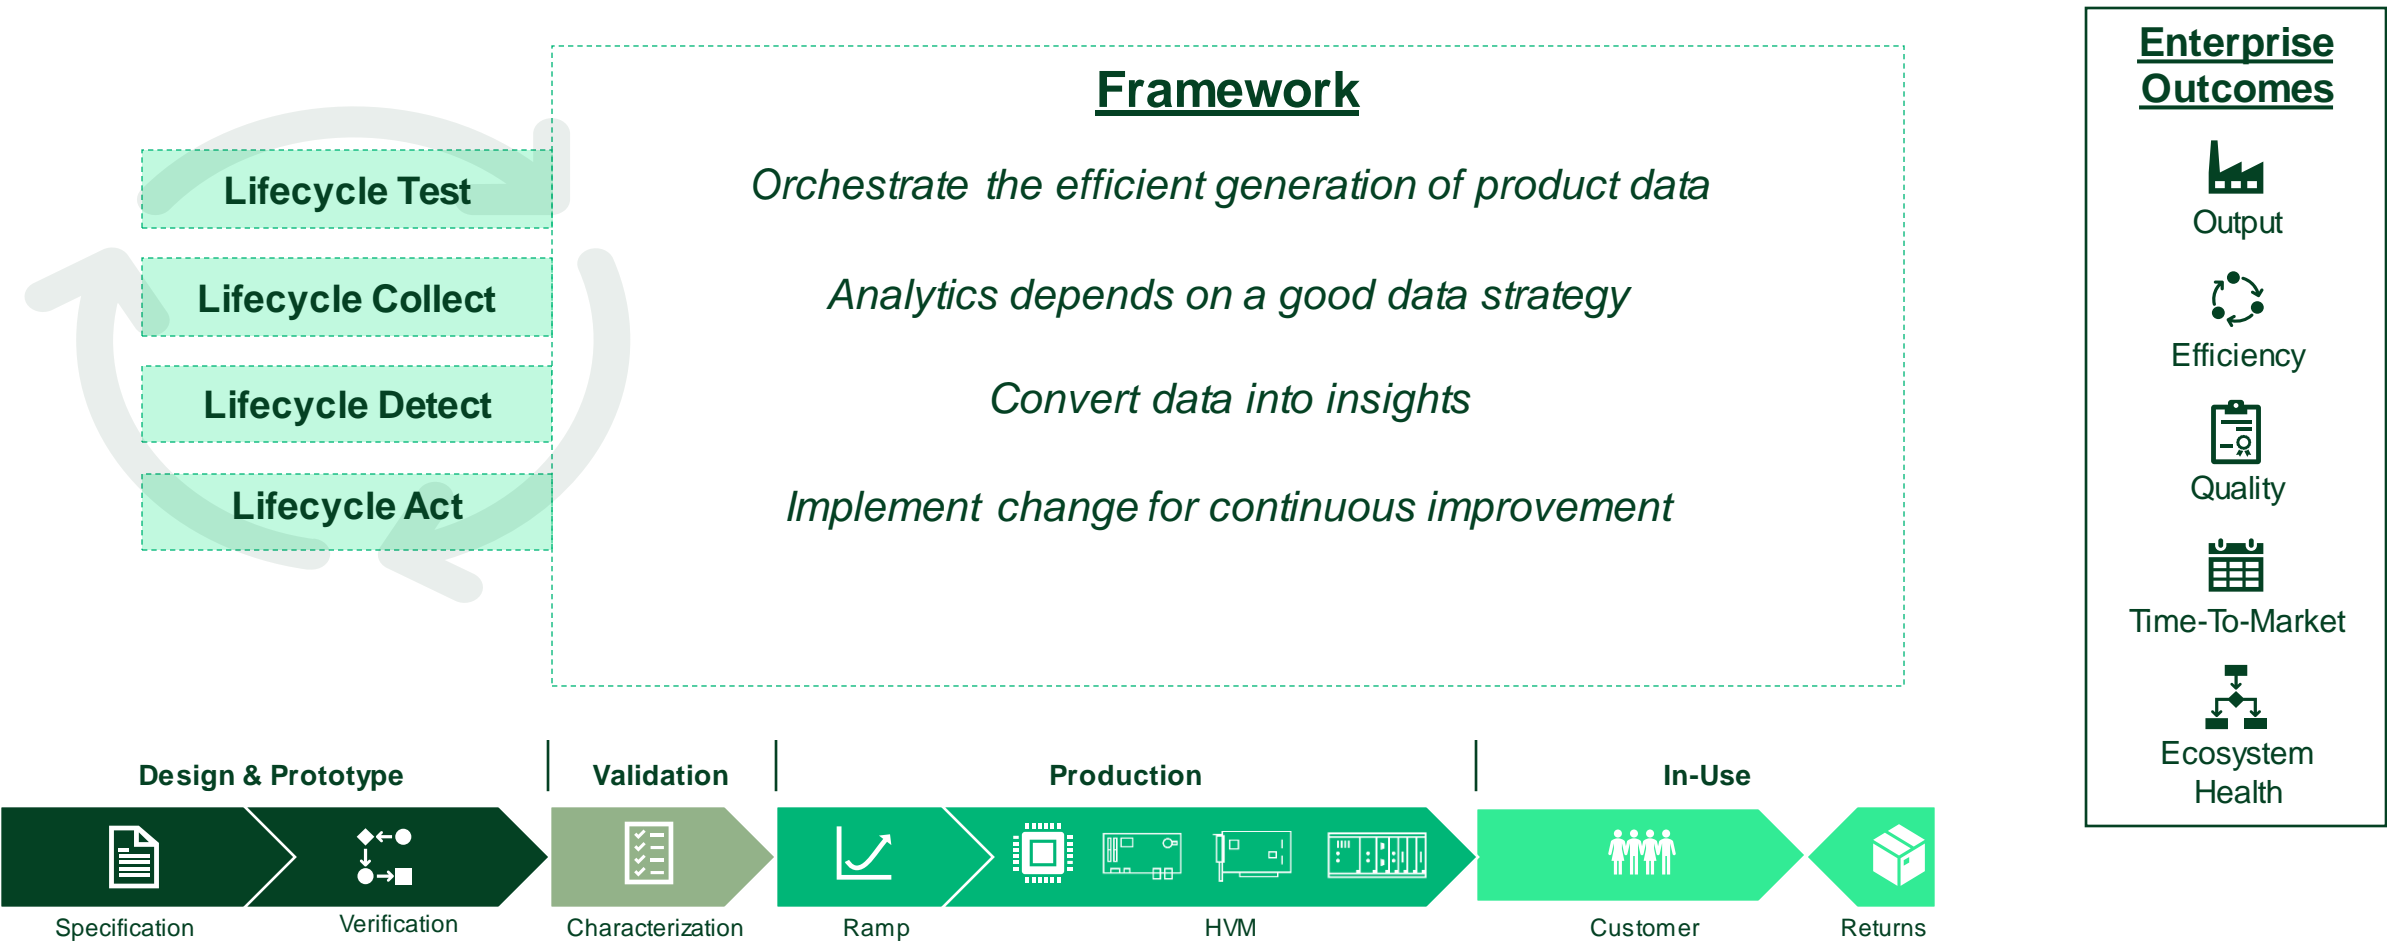 Framework
Lifecycle Test
Orchestrate the efficient generation of product data
Lifecycle Collect
Analytics depends on a good data strategy
Lifecycle Detect
Convert data into insights
Lifecycle Act
Implement change for continuous improvement
Enterprise
Outcomes
Output
Efficiency
Quality
Time-To-Market
Ecosystem
Health
Design & Prototype
Validation
Production
In-Use
Specification
Verification
Characterization
Ramp
HVM
Customer
Returns